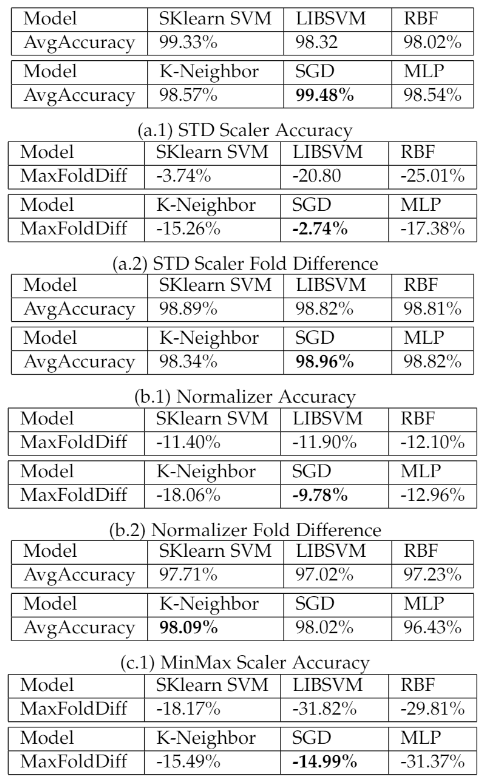 Model SKlearn SVM LIBSVM RBF
AvgAccuracy 99.33% 98.32 98.02%
Model K-Neighbor SGD MLP
AvgAccuracy 98.57% 99.48% 98.54%
(a.1) STD Scaler Accuracy
Model SKlearn SVM LIBSVM RBF
MaxFoldDiff -3.74% -20.80 -25.01%
Model K-Neighbor SGD MLP
MaxFoldDiff -15.26% -2.74% -17.38%
(a.2) STD Scaler Fold Difference
Model SKlearn SVM LIBSVM RBF
AvgAccuracy 98.89% 98.82% 98.81%
Model K-Neighbor SGD MLP
AvgAccuracy 98.34% 98.96% 98.82%
(b.1) Normalizer Accuracy
Model SKlearn SVM LIBSVM RBF
MaxFoldDiff -11.40% -11.90% -12.10%
Model K-Neighbor SGD MLP
MaxFoldDiff -18.06% -9.78% -12.96%
(b.2) Normalizer Fold Difference
Model SKlearn SVM LIBSVM RBF
AvgAccuracy 97.71% 97.02% 97.23%
Model K-Neighbor SGD MLP
AvgAccuracy 98.09% 98.02% 96.43%
(c.1) MinMax Scaler Accuracy
Model SKlearn SVM LIBSVM RBF
MaxFoldDiff -18.17% -31.82% -29.81%
Model K-Neighbor SGD MLP
MaxFoldDiff -15.49% -14.99% -31.37%